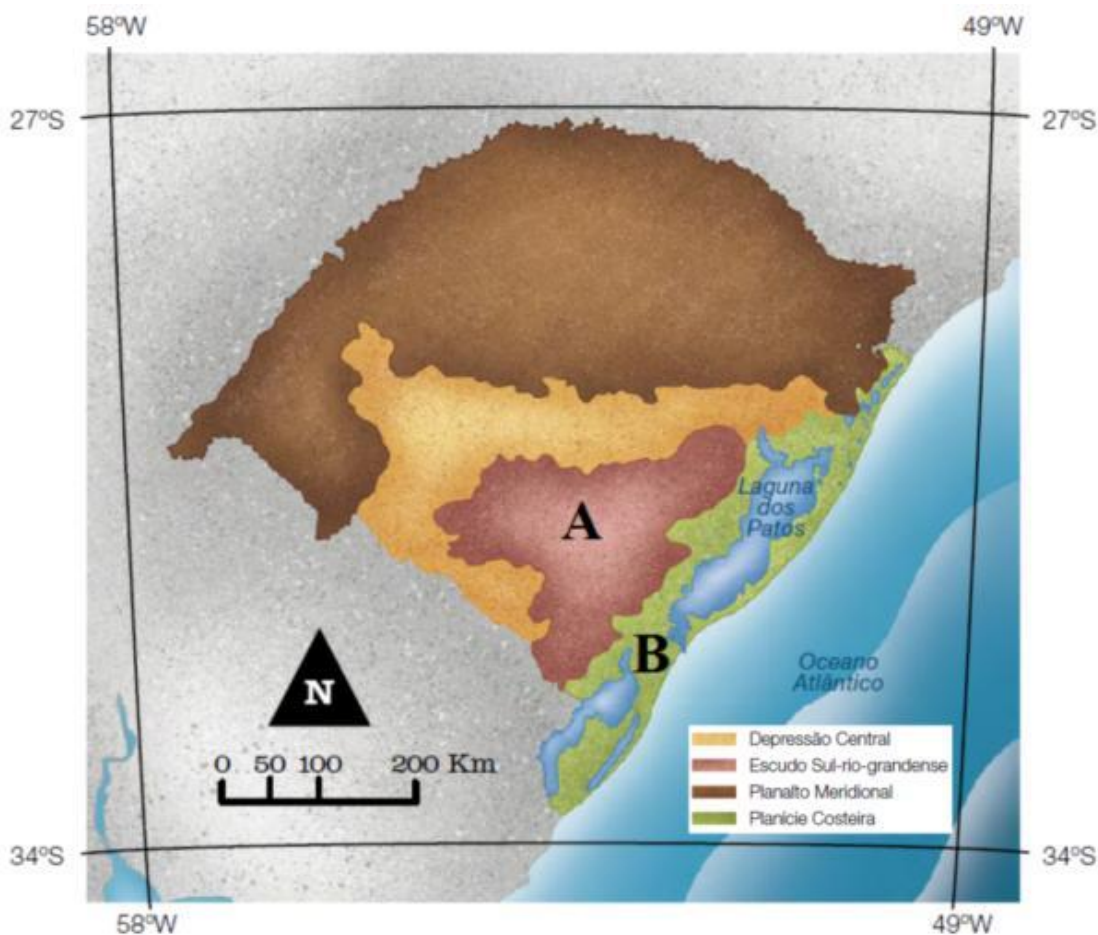 58ºW
49ºW
27ºS
27ºS
A
Laguna
dos
Patos
B
Oceano
Atlântico
N
0 50 100 200 Km
Depressão Central
Escudo Sul-rio-grandense
Planalto Meridional
Planície Costeira
34ºS
34ºS
58ºW
49ºW